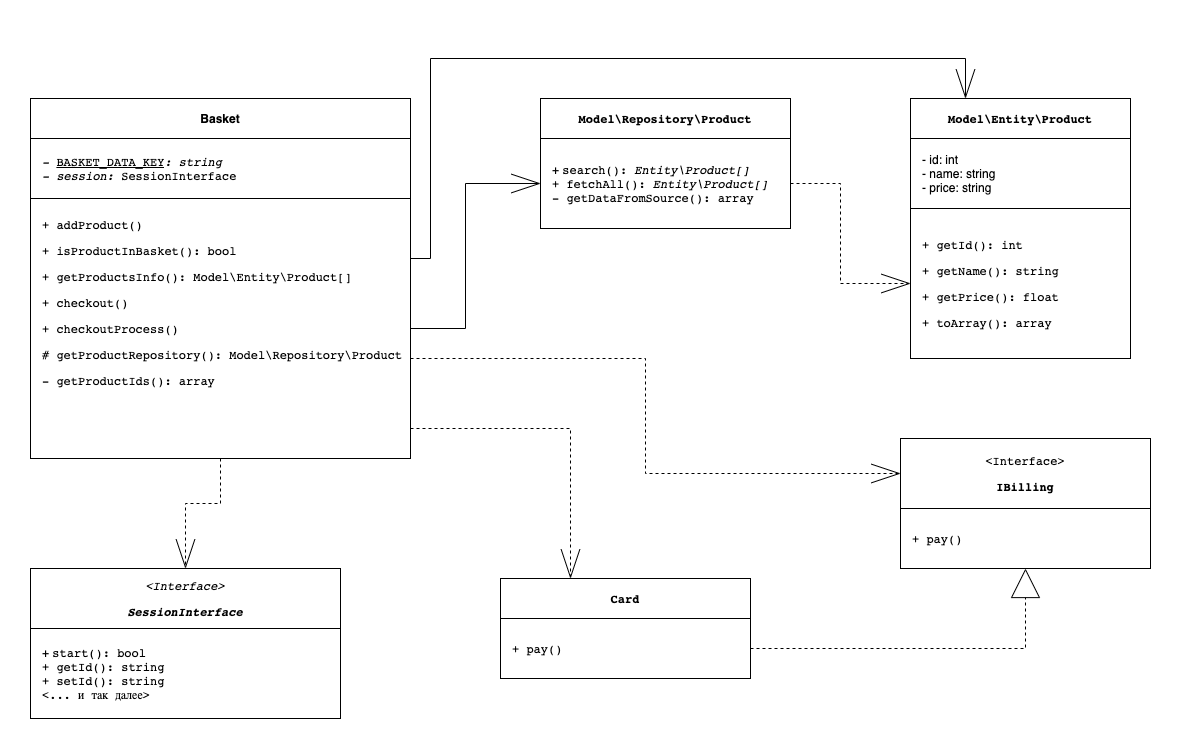 Basket
- BASKET_DATA_KEY: string
- session: SessionInterface
+ addProduct()
+ isProductInBasket(): bool
+ getProductsInfo(): Model\Entity\Product[]
+ checkout()
+ checkoutProcess()
# getProductRepository(): Model\Repository\Product
- getProductIds(): array
Model\Repository\Product
+ search(): Entity\Product[]
+ fetchAll(): Entity\Product[]
- getDataFromSource(): array
Model\Entity\Product
- id: int
- name: string
- price: string
+ getId(): int
+ getName(): string
+ getPrice(): float
+ toArray(): array
<Interface>
IBilling
+ pay()
<Interface>
SessionInterface
+ start(): bool
+ getId(): string
+ setId(): string
<... и так далее>
Card
+ pay()